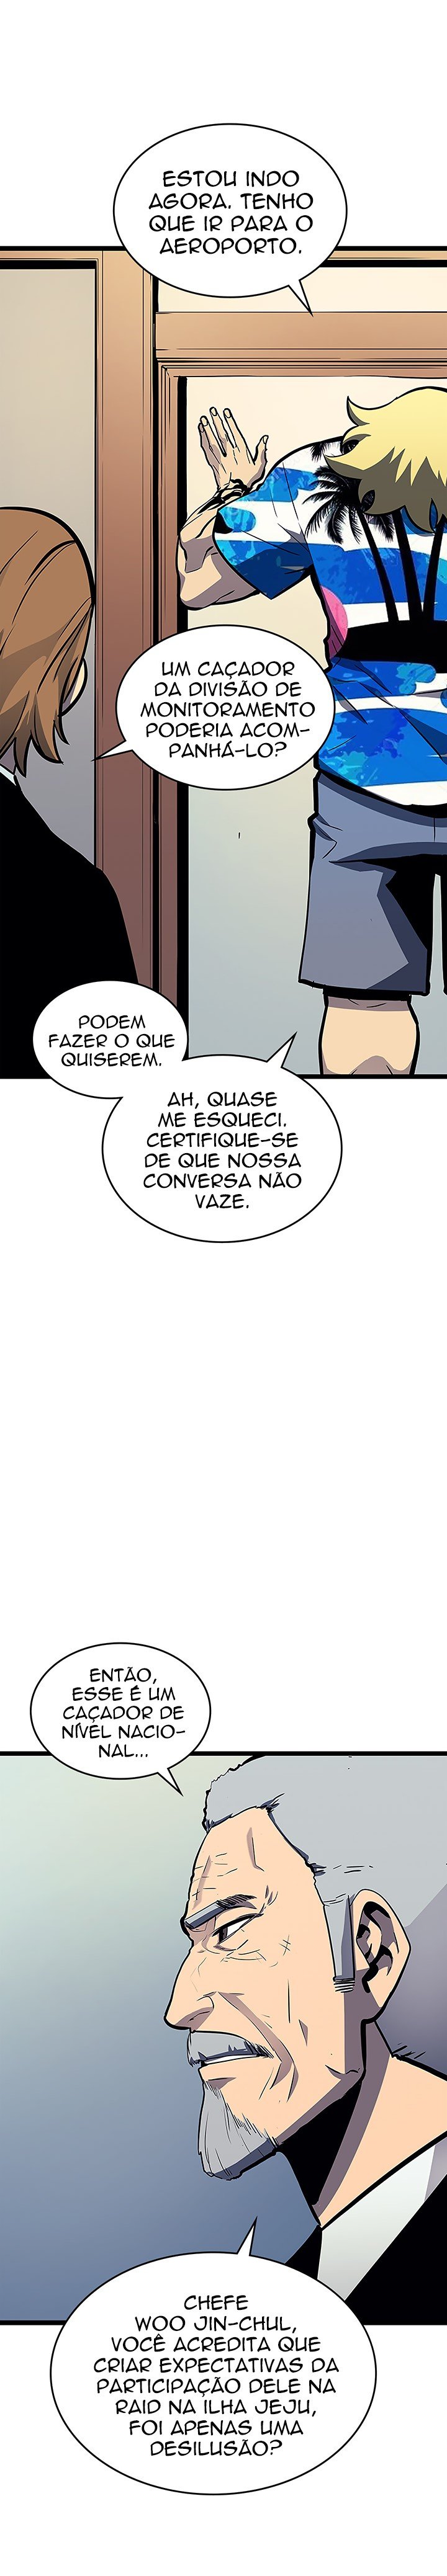 ESTOU INDO
AGORA. TENHO
QUE IR PARA O
AEROPORTO.
UM CAÇADOR
DA DIVISÃO DE
MONITORAMENTO
PODERIA ACOM-
PANHÁ-LO?
PODEM
FAZER O QUE
QUISEREM.
AH, QUASE
ME ESQUECI.
CERTIFIQUE-SE
DE QUE NOSSA
CONVERSA NÃO
VAZE.
ENTÃO,
ESSE É UM
CAÇADOR DE
NÍVEL NACIO-
NAL...
CHEFE
WOO JIN-CHUL,
VOCÊ ACREDITA QUE
CRIAR EXPECTATIVAS DA
PARTICIPAÇÃO DELE NA
RAID NA ILHA JEJU,
FOI APENAS UMA
DESILUSÃO?